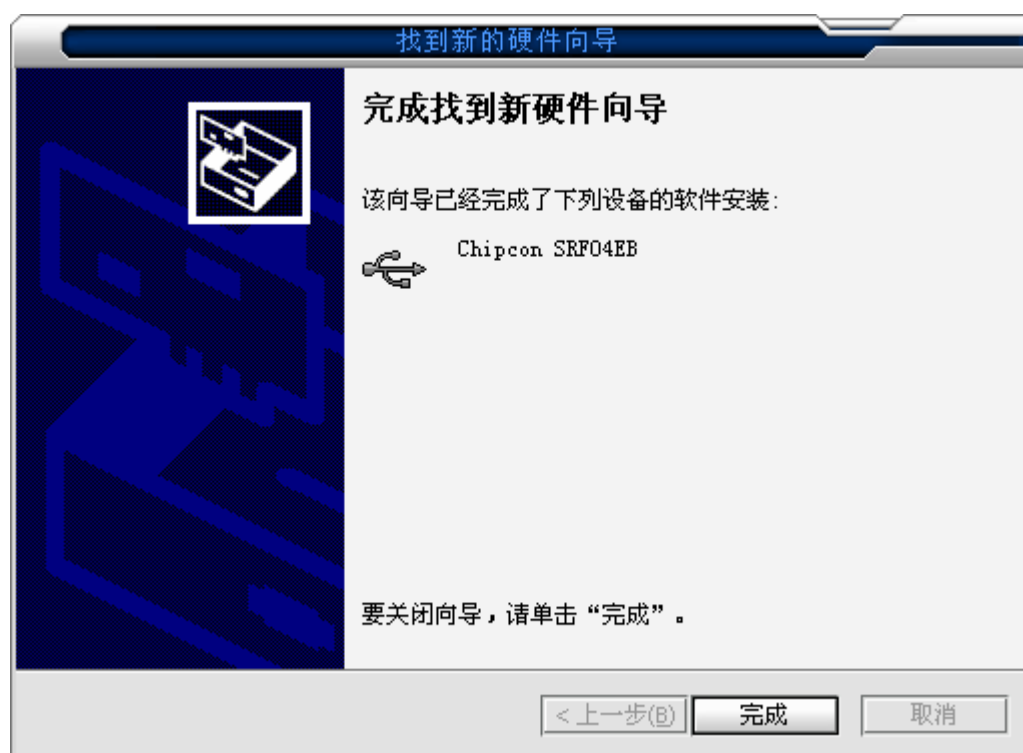 找到新的硬件向导
完成找到新硬件向导
该向导已经完成了下列设备的软件安装:
Chipcon SRF04EB
要关闭向导，请单击“完成”。
<上一步(B) 完成 取消